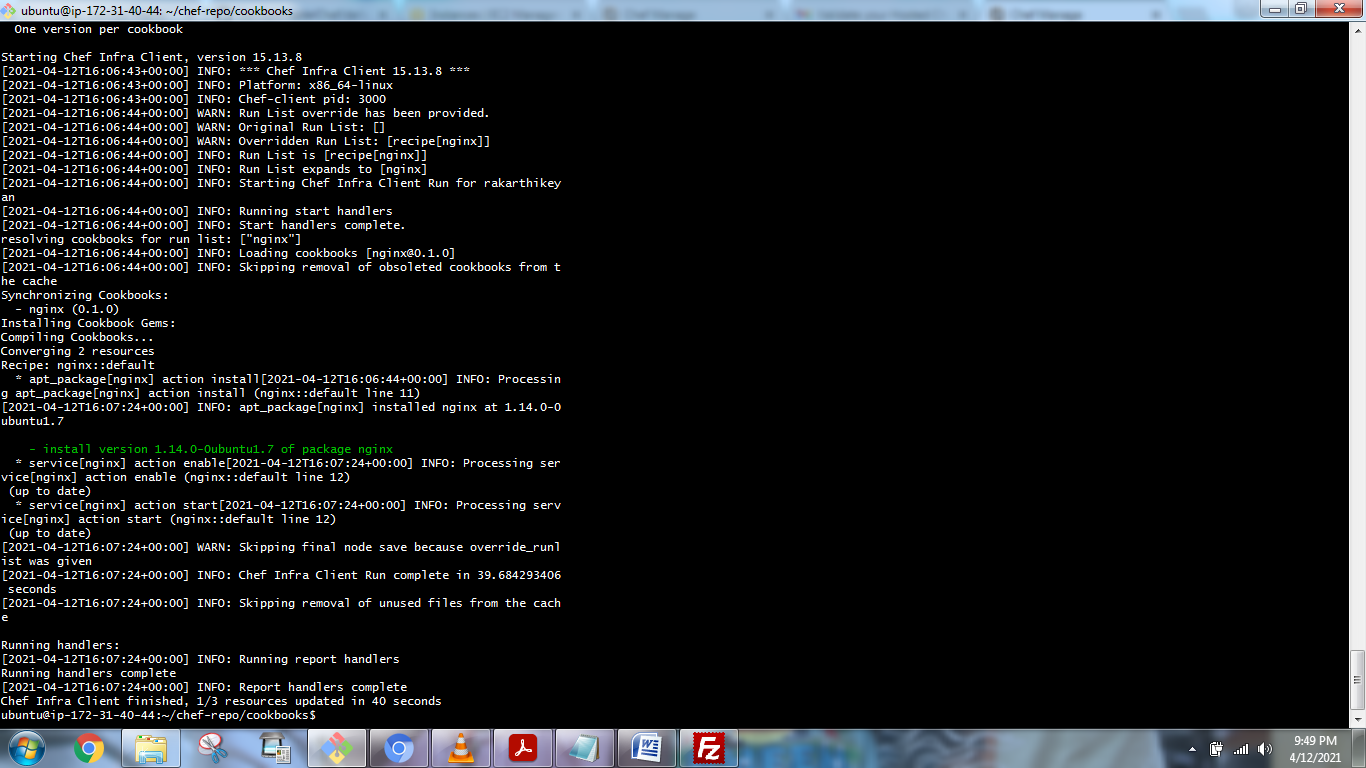 ubuntu@ip-172-31-40-44: ~/chef-repo/cookbooks
  One version per cookbook
Starting Chef Infra Client, version 15.13.8
[2021-04-12T16:06:43+00:00] INFO: *** Chef Infra Client 15.13.8 ***
[2021-04-12T16:06:43+00:00] INFO: Platform: x86_64-linux
[2021-04-12T16:06:43+00:00] INFO: Chef-client pid: 3000
[2021-04-12T16:06:44+00:00] WARN: Run List override has been provided.
[2021-04-12T16:06:44+00:00] WARN: Original Run List: []
[2021-04-12T16:06:44+00:00] WARN: Overridden Run List: [recipe[nginx]]
[2021-04-12T16:06:44+00:00] INFO: Run List is [recipe[nginx]]
[2021-04-12T16:06:44+00:00] INFO: Run List expands to [nginx]
[2021-04-12T16:06:44+00:00] INFO: Starting Chef Infra Client Run for rakarthikey
an
[2021-04-12T16:06:44+00:00] INFO: Running start handlers
[2021-04-12T16:06:44+00:00] INFO: Start handlers complete.
resolving cookbooks for run list: ["nginx"]
[2021-04-12T16:06:44+00:00] INFO: Loading cookbooks [nginx@0.1.0]
[2021-04-12T16:06:44+00:00] INFO: Skipping removal of obsoleted cookbooks from t
he cache
Synchronizing Cookbooks:
  - nginx (0.1.0)
Installing Cookbook Gems:
Compiling Cookbooks...
Converging 2 resources
Recipe: nginx::default
  * apt_package[nginx] action install[2021-04-12T16:06:44+00:00] INFO: Processin
g apt_package[nginx] action install (nginx::default line 11)
[2021-04-12T16:07:24+00:00] INFO: apt_package[nginx] installed nginx at 1.14.0-0
ubuntu1.7
    - install version 1.14.0-0ubuntu1.7 of package nginx
  * service[nginx] action enable[2021-04-12T16:07:24+00:00] INFO: Processing ser
vice[nginx] action enable (nginx::default line 12)
 (up to date)
  * service[nginx] action start[2021-04-12T16:07:24+00:00] INFO: Processing serv
ice[nginx] action start (nginx::default line 12)
 (up to date)
[2021-04-12T16:07:24+00:00] WARN: Skipping final node save because override_runl
ist was given
[2021-04-12T16:07:24+00:00] INFO: Chef Infra Client Run complete in 39.684293406
 seconds
[2021-04-12T16:07:24+00:00] INFO: Skipping removal of unused files from the cach
e
Running handlers:
[2021-04-12T16:07:24+00:00] INFO: Running report handlers
Running handlers complete
[2021-04-12T16:07:24+00:00] INFO: Report handlers complete
Chef Infra Client finished, 1/3 resources updated in 40 seconds
ubuntu@ip-172-31-40-44:~/chef-repo/cookbooks$
9:49 PM
4/12/2021